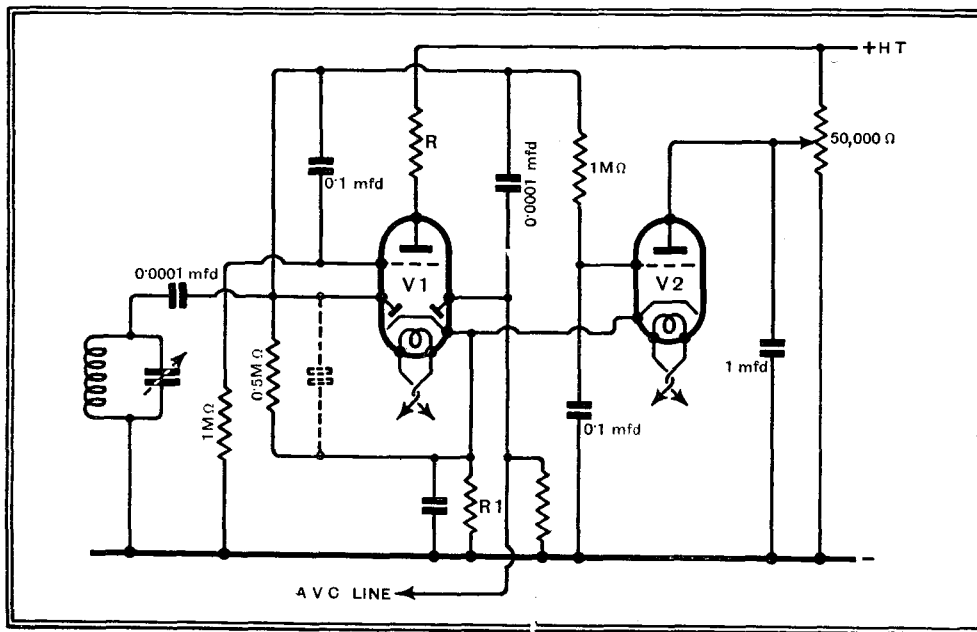 +HT
R
50,000 Ω
0·1 mfd
0·0001 mfd
1MΩ
V1
V2
0·0001 mfd
1MΩ
0·5MΩ
1 mfd
0·1 mfd
R1
-
AVC LINE